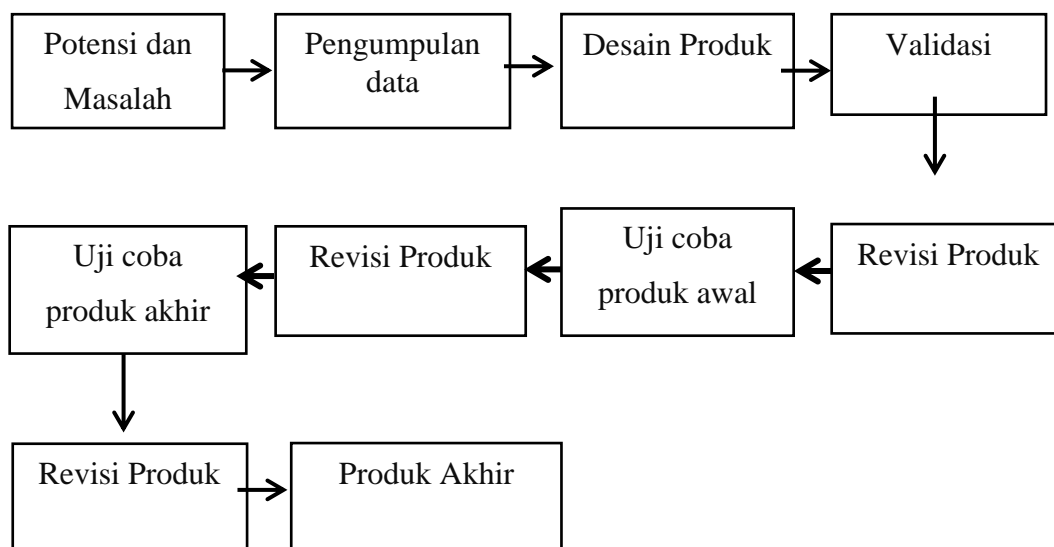 Potensi dan
Masalah
Pengumpulan
data
Desain Produk
Validasi
Revisi Produk
Uji coba
produk awal
Revisi Produk
Uji coba
produk akhir
Revisi Produk
Produk Akhir